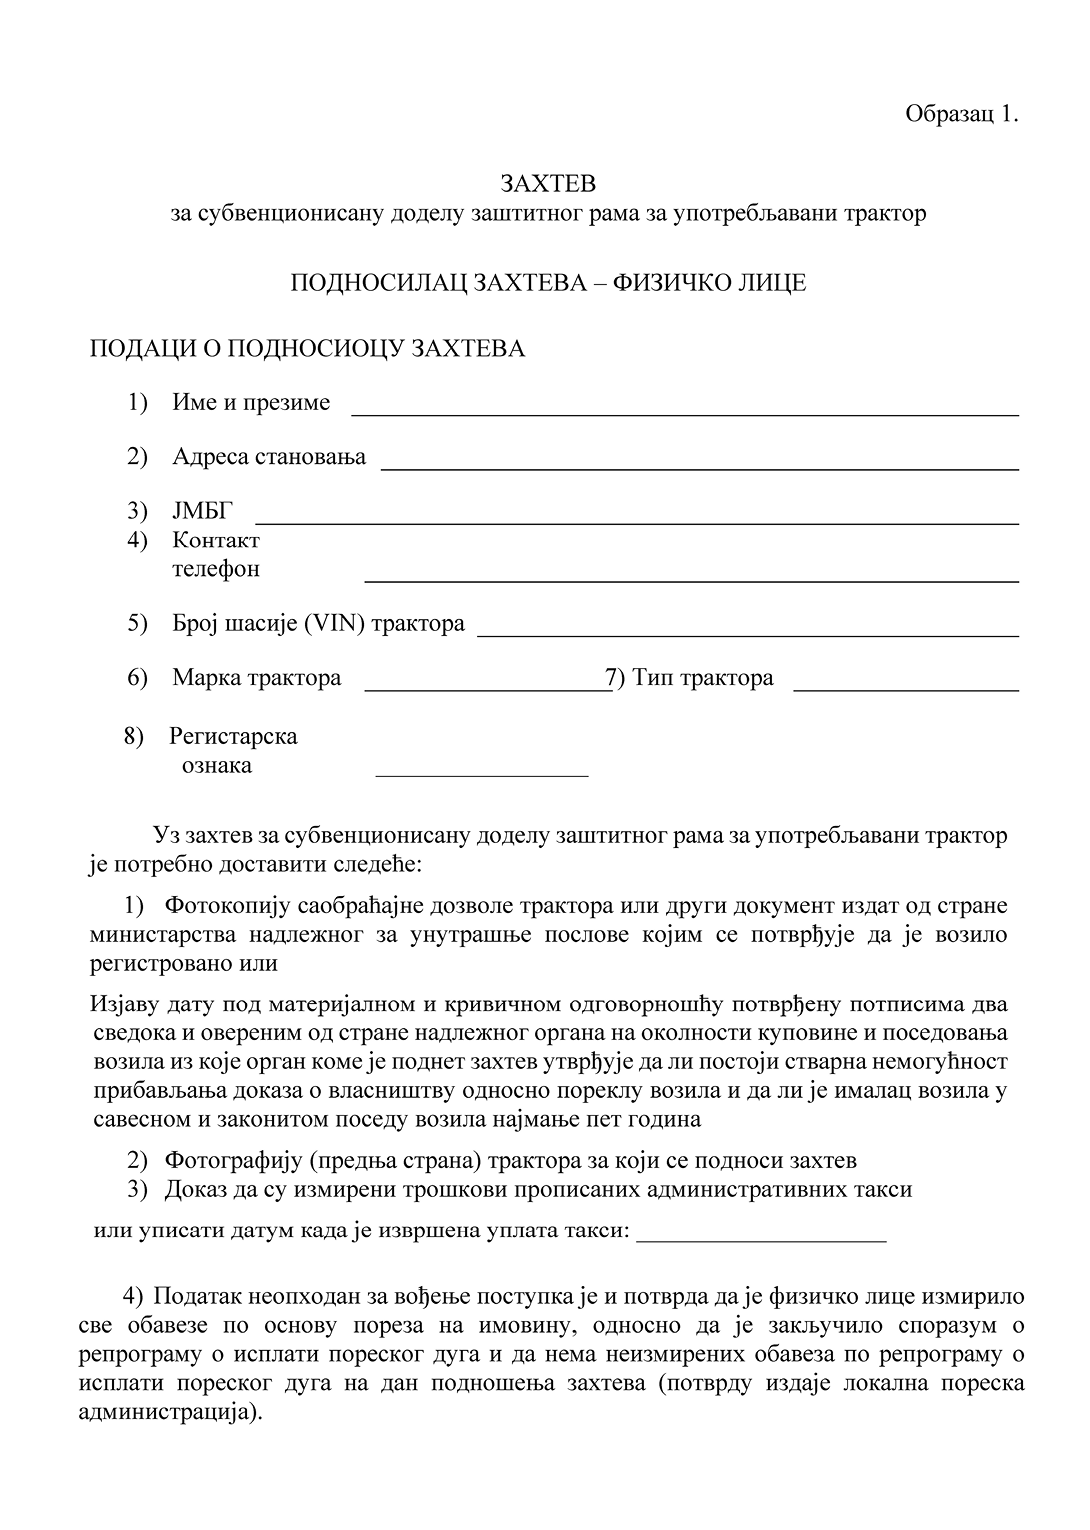 Образац 1.
ЗАХТЕВ
за субвенционисану доделу заштитног рама за употребљавани трактор
ПОДНОСИЛАЦ ЗАХТЕВА – ФИЗИЧКО ЛИЦЕ
ПОДАЦИ О ПОДНОСИОЦУ ЗАХТЕВА
1) Име и презиме
2) Адреса становања
3) ЈМБГ
4) Контакт
телефон
5) Број шасије (VIN) трактора
6) Марка трактора 7) Тип трактора
8) Регистарска
ознака
Уз захтев за субвенционисану доделу заштитног рама за употребљавани трактор
је потребно доставити следеће:
1) Фотокопију саобраћајне дозволе трактора или други документ издат од стране
министарства надлежног за унутрашње послове којим се потврђује да је возило
регистровано или
Изјаву дату под материјалном и кривичном одговорношћу потврђену потписима два
сведока и овереним од стране надлежног органа на околности куповине и поседовања
возила из које орган коме је поднет захтев утврђује да ли постоји стварна немогућност
прибављања доказа о власништву односно пореклу возила и да ли је ималац возила у
савесном и законитом поседу возила најмање пет година
2) Фотографију (предња страна) трактора за који се подноси захтев
3) Доказ да су измирени трошкови прописаних административних такси
или уписати датум када је извршена уплата такси:
4) Податак неопходан за вођење поступка је и потврда да је физичко лице измирило
све обавезе по основу пореза на имовину, односно да је закључило споразум о
репрограму о исплати пореског дуга и да нема неизмирених обавеза по репрограму о
исплати пореског дуга на дан подношења захтева (потврду издаје локална пореска
администрација).